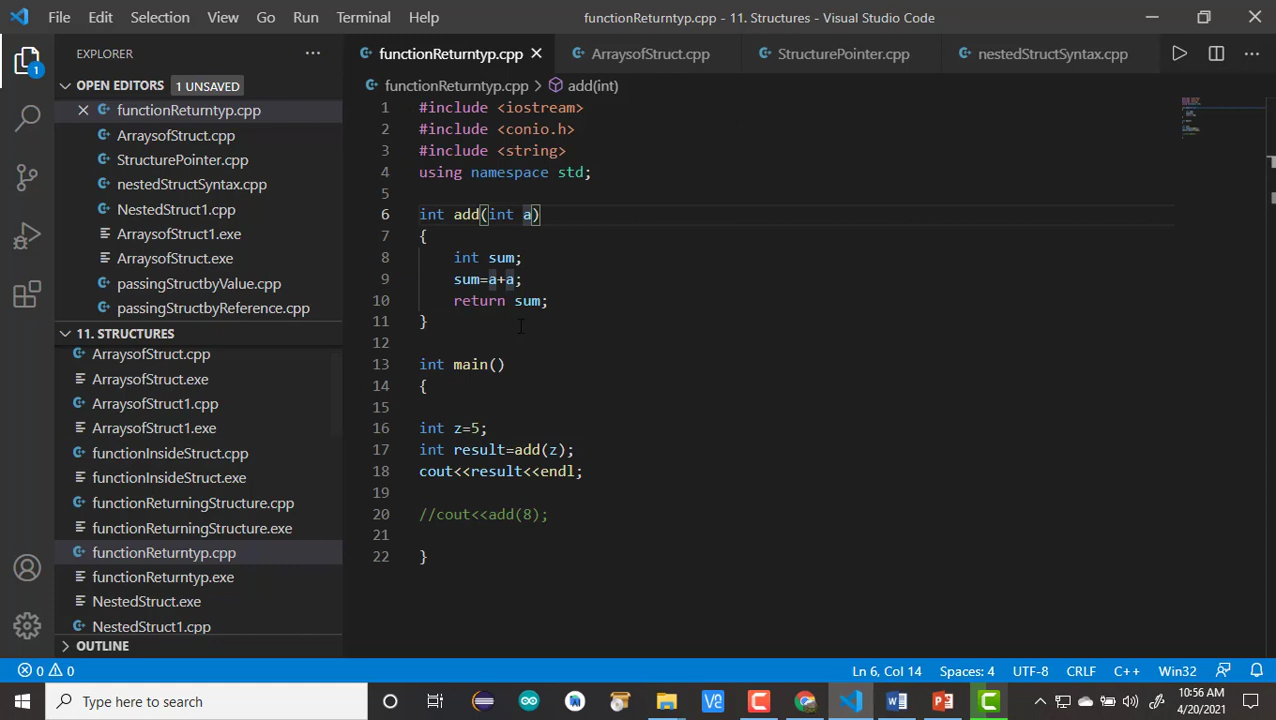 File Edit Selection View Go Run Terminal Help functionReturntyp.cpp - 11. Structures - Visual Studio Code
EXPLORER
OPEN EDITORS 1 UNSAVED
functionReturntyp.cpp
ArraysofStruct.cpp
StructurePointer.cpp
nestedStructSyntax.cpp
NestedStruct1.cpp
ArraysofStruct1.exe
ArraysofStruct.exe
passingStructbyValue.cpp
passingStructbyReference.cpp
11. STRUCTURES
ArraysofStruct.cpp
ArraysofStruct.exe
ArraysofStruct1.cpp
ArraysofStruct1.exe
functionInsideStruct.cpp
functionInsideStruct.exe
functionReturningStructure.cpp
functionReturningStructure.exe
functionReturntyp.cpp
functionReturntyp.exe
NestedStruct.exe
NestedStruct1.cpp
OUTLINE
1
functionReturntyp.cpp ArraysofStruct.cpp StructurePointer.cpp nestedStructSyntax.cpp
functionReturntyp.cpp > add(int)
1 #include <iostream>
2 #include <conio.h>
3 #include <string>
4 using namespace std;
5
6 int add(int a)
7 {
8 int sum;
9 sum=a+a;
10 return sum;
11 }
12
13 int main()
14 {
15
16 int z=5;
17 int result=add(z);
18 cout<<result<<endl;
19
20 //cout<<add(8);
21
22 }
0 0 Ln 6, Col 14 Spaces: 4 UTF-8 CRLF C++ Win32
Type here to search
10:56 AM
4/20/2021